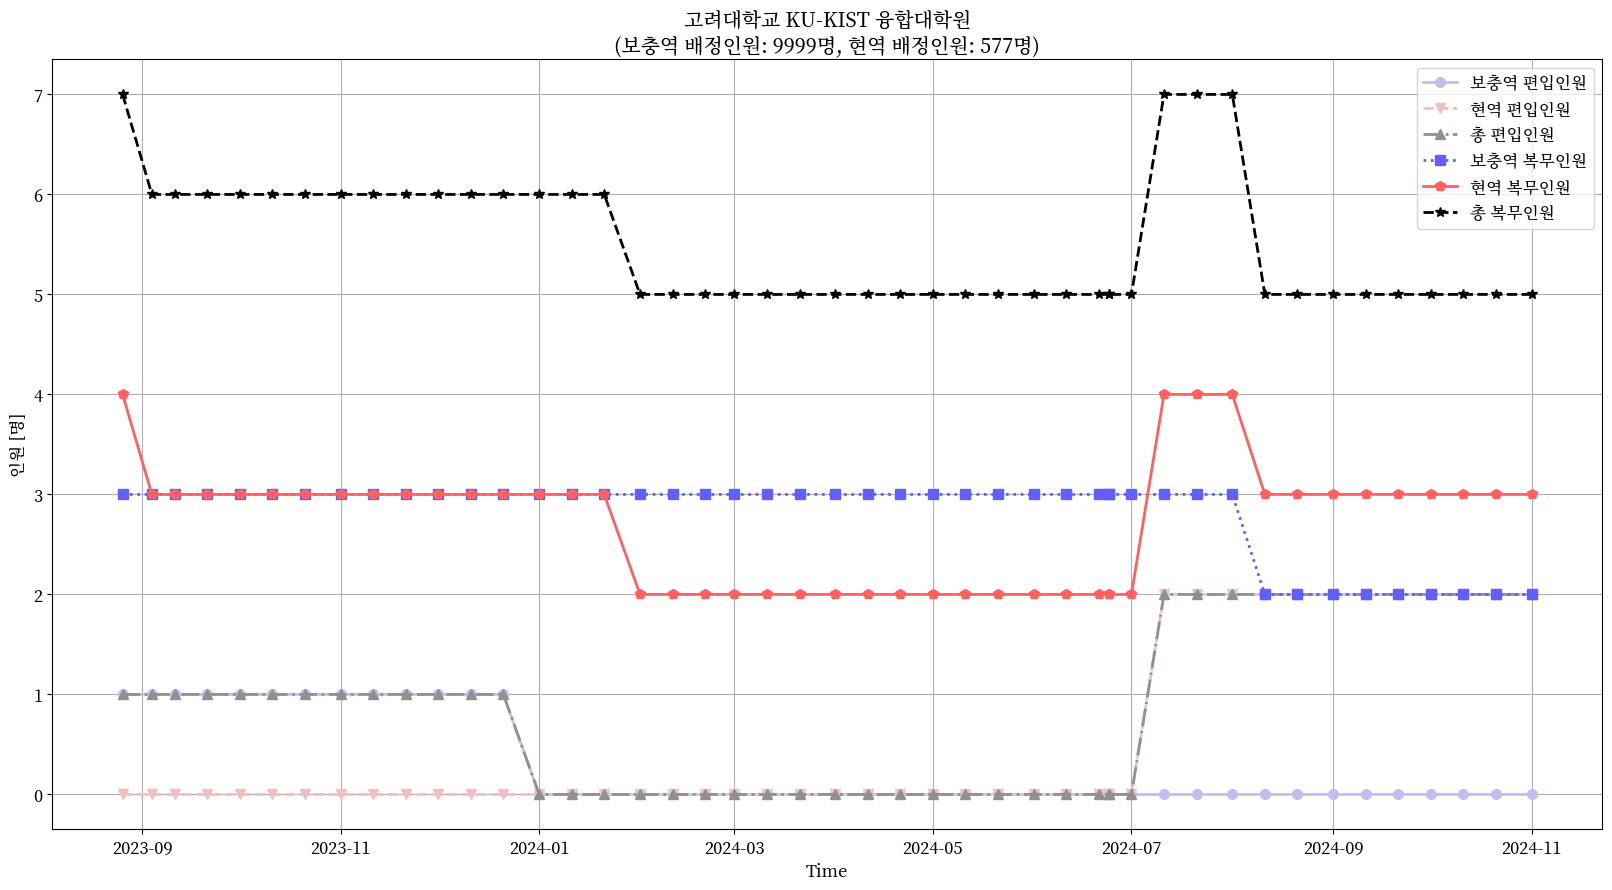 고려대학교 KU-KIST 융합대학원
(보충역 배정인원: 9999명, 현역 배정인원: 577명)
보충역 편입인원
현역 편입인원
총 편입인원
보충역 복무인원
현역 복무인원
총 복무인원
인원 [명]
7
6
5
4
3
2
1
0
2023-09
2023-11
2024-01
2024-03
2024-05
2024-07
2024-09
2024-11
Time